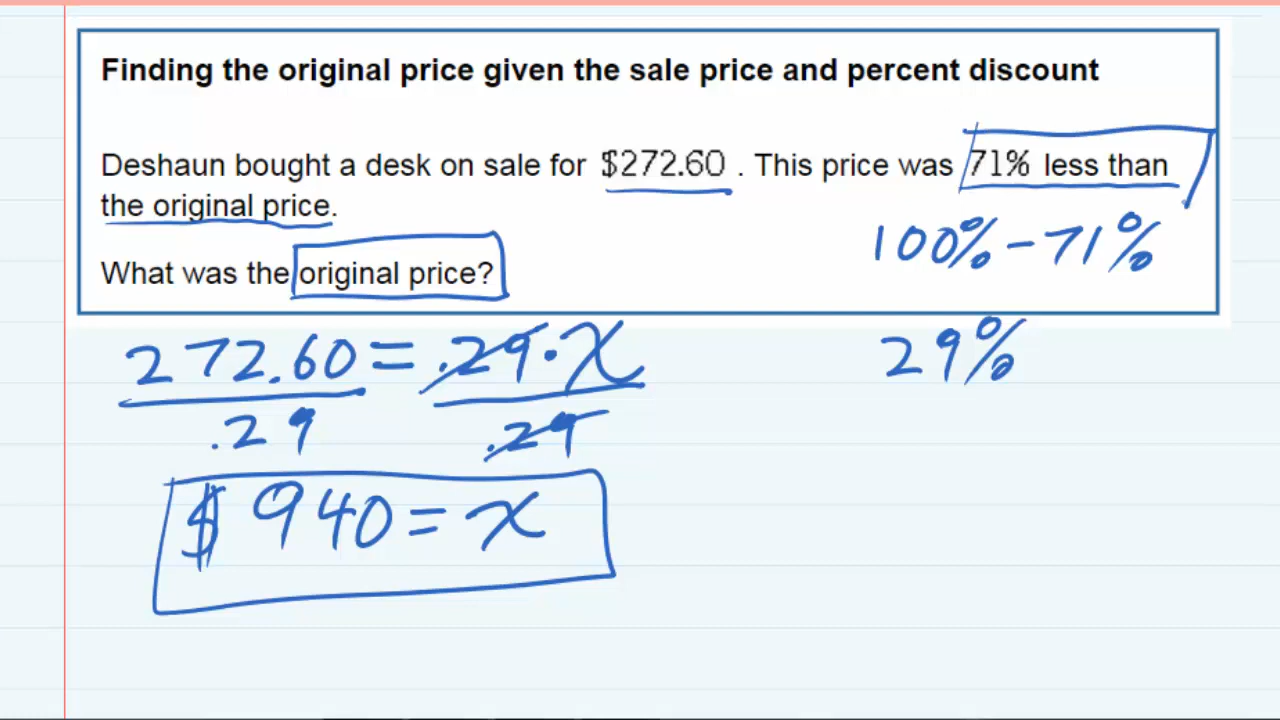 Finding the original price given the sale price and percent discount
Deshaun bought a desk on sale for $272.60 . This price was 71% less than
the original price.
100% - 71%
What was the original price?
272.60 = .29 · x
29%
.29 .29
$ 940 = x